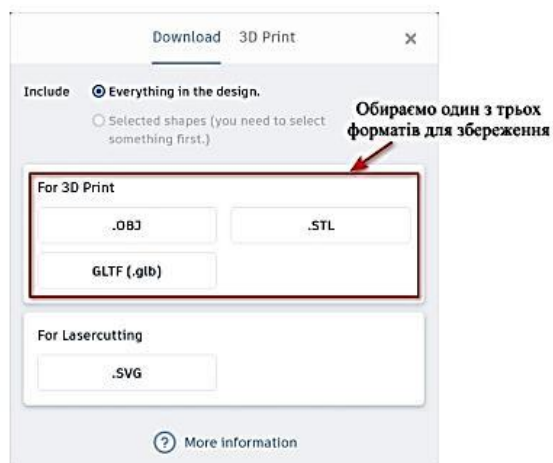 Download 3D Print ×
Include Everything in the design.
Selected shapes (you need to select
something first.)
Обираємо один з трьох
форматів для збереження
For 3D Print
.OBJ .STL
GLTF (.glb)
For Lasercutting
.SVG
? More information